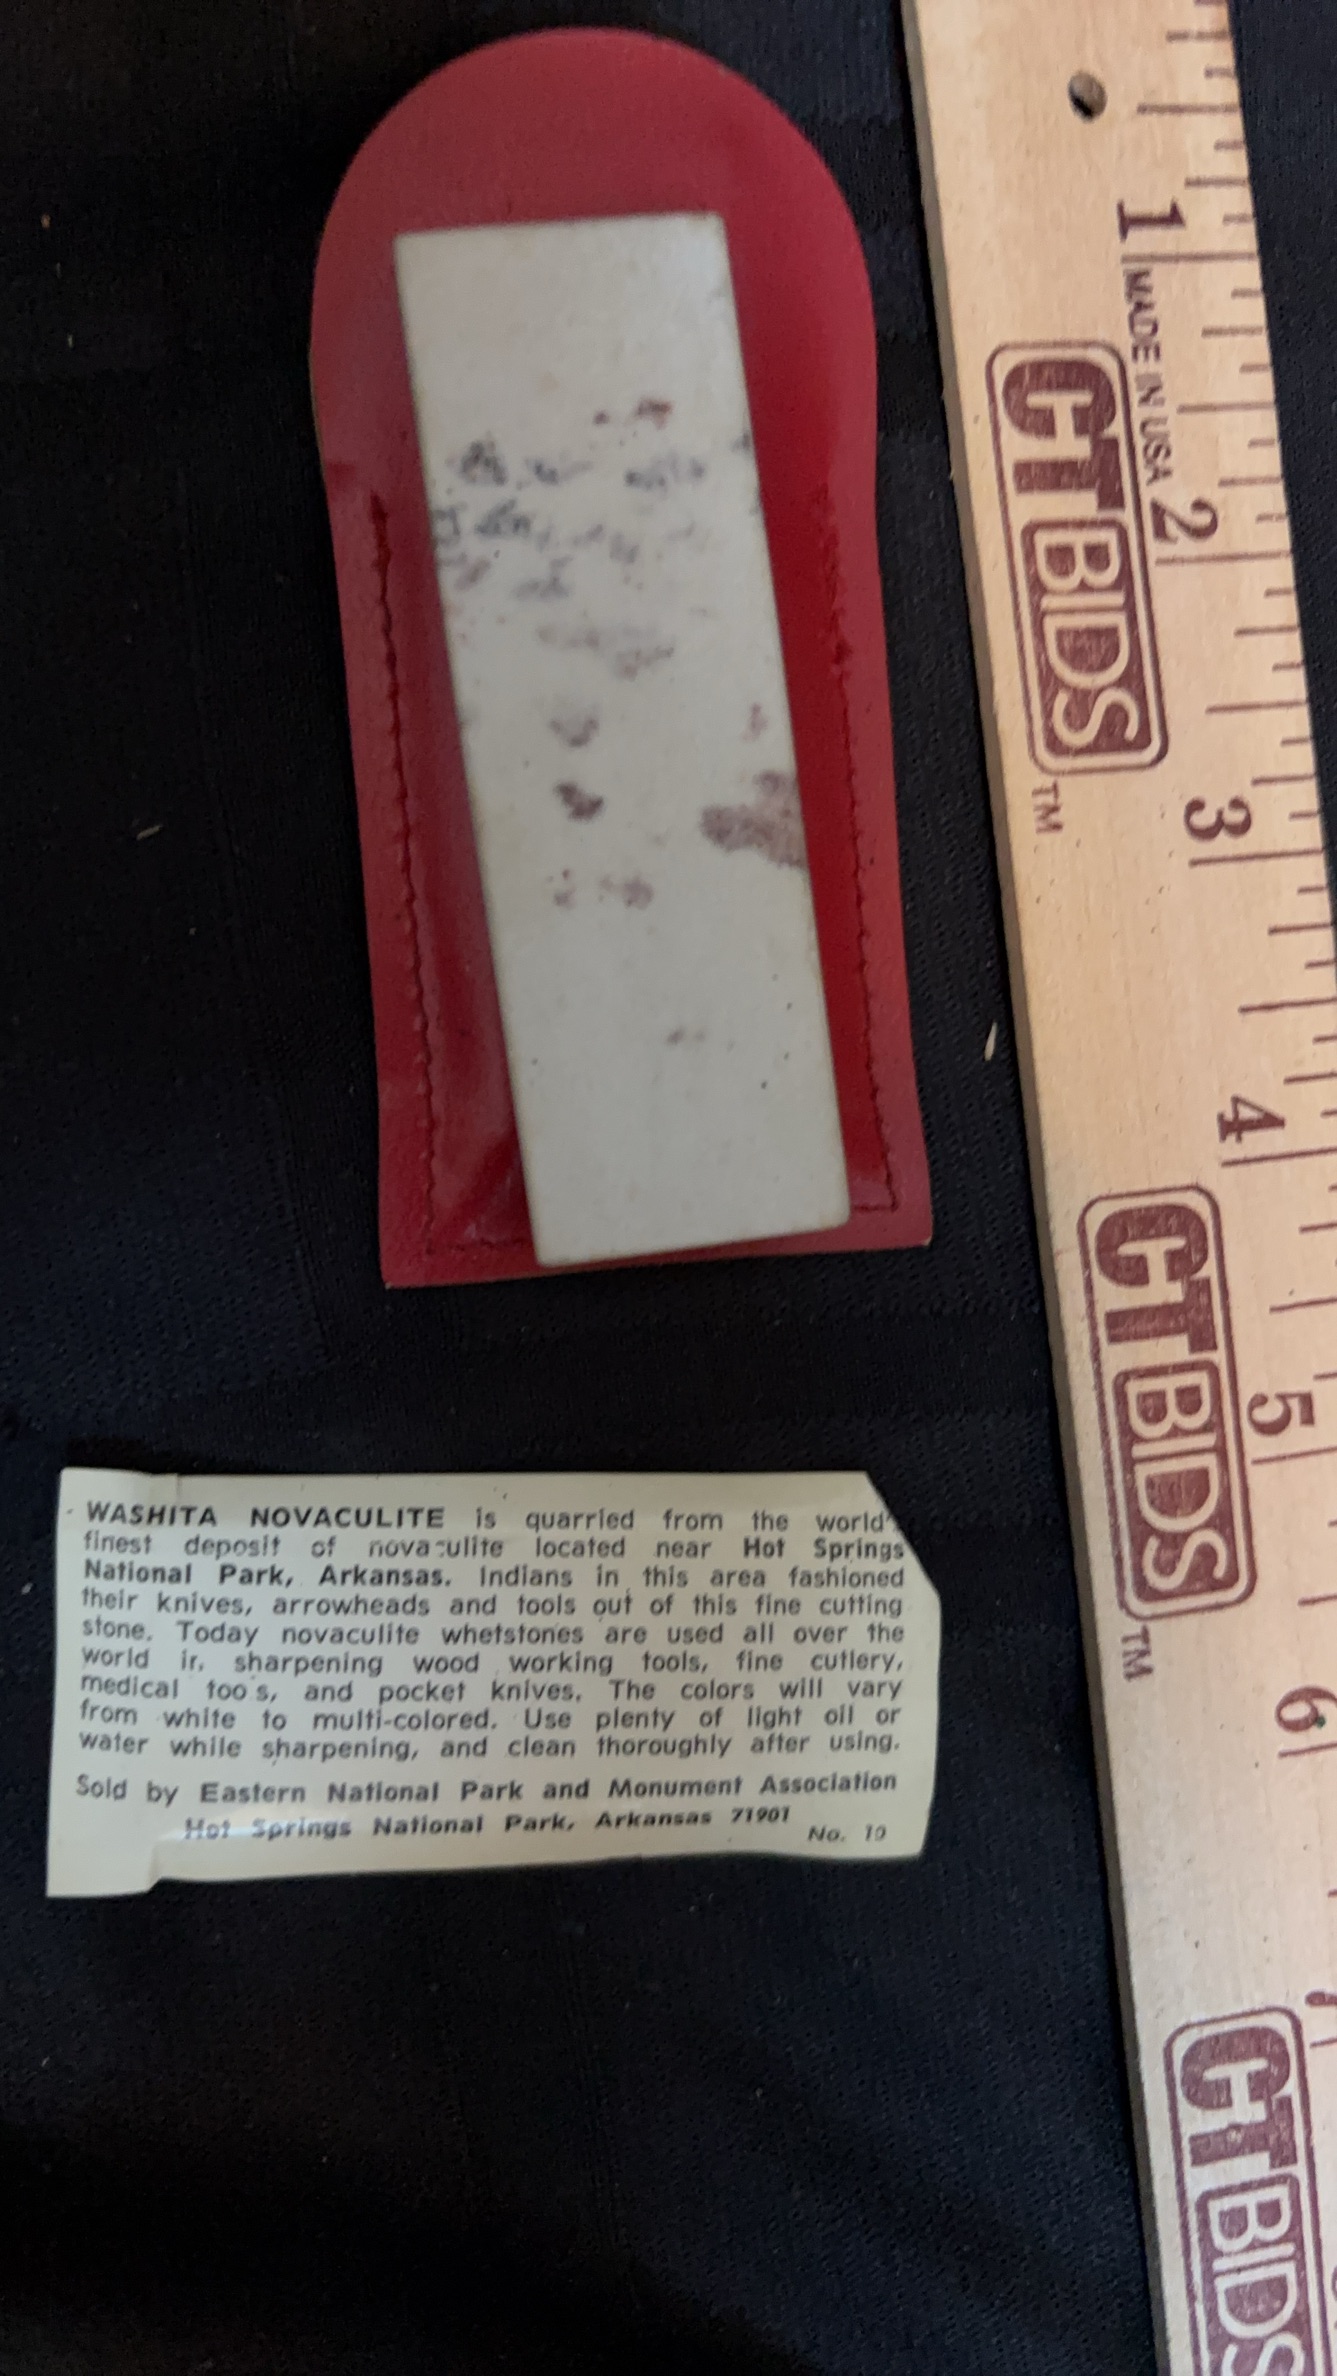 WASHITA NOVACULITE is quarried from the world's
finest deposit of novaculite located near Hot Springs
National Park, Arkansas. Indians in this area fashioned
their knives, arrowheads and tools out of this fine cutting
stone. Today novaculite whetstones are used all over the
world in sharpening wood working tools, fine cutlery,
medical tools, and pocket knives. The colors will vary
from white to multi-colored. Use plenty of light oil or
water while sharpening, and clean thoroughly after using.
Sold by Eastern National Park and Monument Association
Hot Springs National Park, Arkansas 71901
No. 10
1
MADE IN USA
CTBIDS TM
2
3
4
CTBIDS TM
5
6
7
CTBIDS